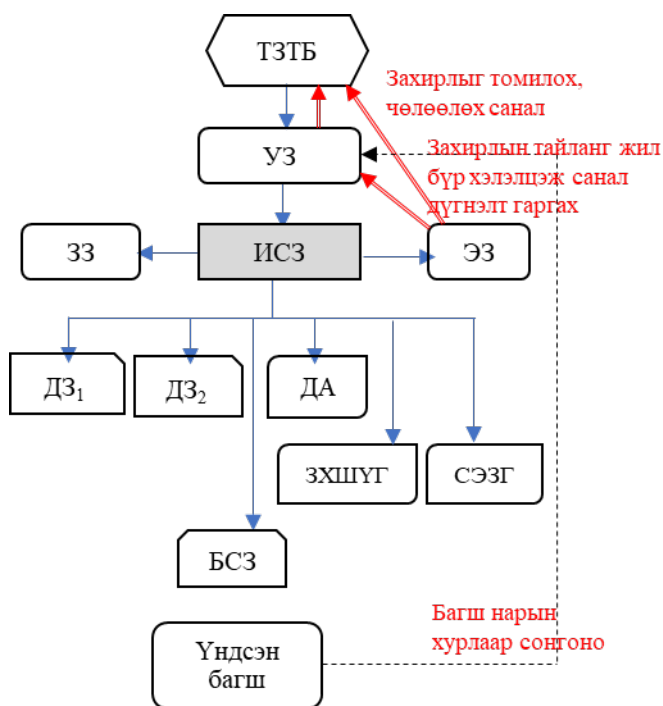 ТЗТБ
Захирлыг томилох,
чөлөөлөх санал
УЗ
Захирлын тайланг жил
бүр хэлэлцэж санал
дүгнэлт гаргах
ЗЗ
ИСЗ
ЭЗ
ДЗ₁
ДЗ₂
ДА
ЗХШҮГ
СЭЗГ
БСЗ
Багш нарын
хурлаар сонгоно
Үндсэн
багш